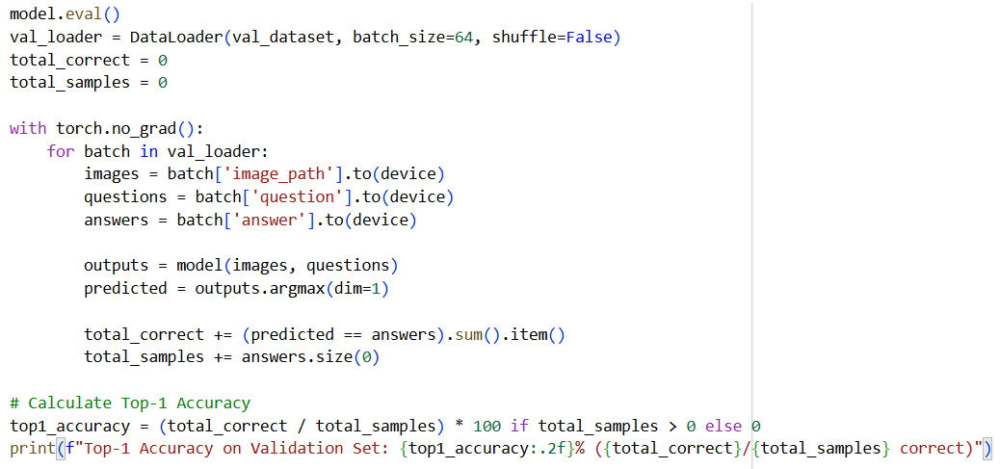 model.eval()
val_loader = DataLoader(val_dataset, batch_size=64, shuffle=False)
total_correct = 0
total_samples = 0
with torch.no_grad():
    for batch in val_loader:
        images = batch['image_path'].to(device)
        questions = batch['question'].to(device)
        answers = batch['answer'].to(device)
        outputs = model(images, questions)
        predicted = outputs.argmax(dim=1)
        total_correct += (predicted == answers).sum().item()
        total_samples += answers.size(0)
# Calculate Top-1 Accuracy
top1_accuracy = (total_correct / total_samples) * 100 if total_samples > 0 else 0
print(f"Top-1 Accuracy on Validation Set: {top1_accuracy:.2f}% ({total_correct}/{total_samples} correct)")